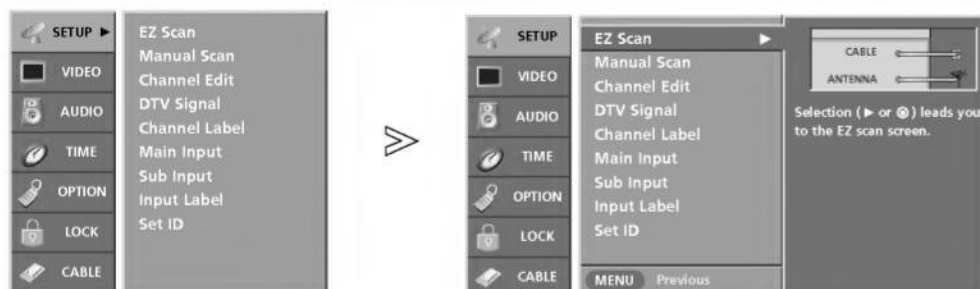 SETUP ►
VIDEO
AUDIO
TIME
OPTION
LOCK
CABLE
EZ Scan
Manual Scan
Channel Edit
DTV Signal
Channel Label
Main Input
Sub Input
Input Label
Set ID
SETUP
VIDEO
AUDIO
TIME
OPTION
LOCK
CABLE
EZ Scan ►
Manual Scan
Channel Edit
DTV Signal
Channel Label
Main Input
Sub Input
Input Label
Set ID
MENU Previous
CABLE
ANTENNA
Selection ( ► or ◉ ) leads you
to the EZ scan screen.